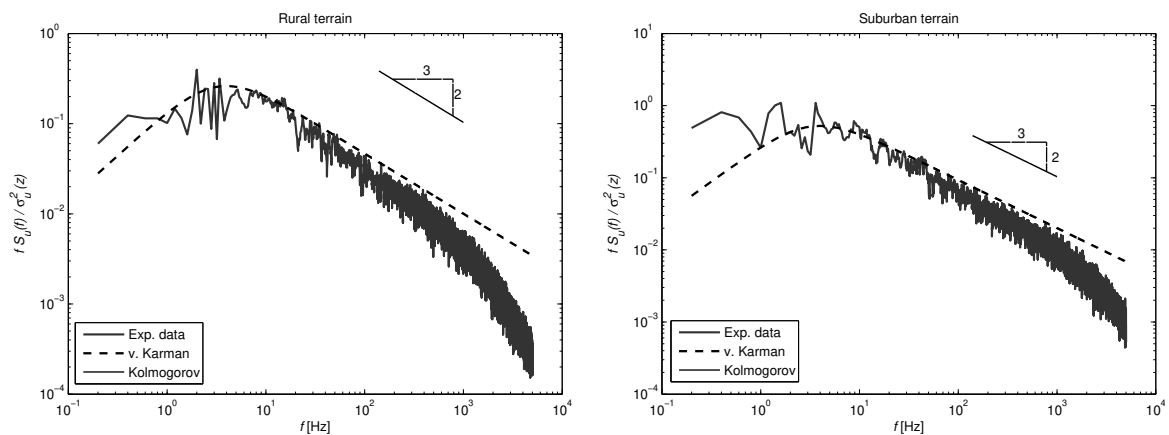 Rural terrain
10^0
10^-1
10^-2
10^-3
10^-4
f S_u(f) / σ_u^2(z)
3
2
Exp. data
v. Karman
Kolmogorov
10^-1 10^0 10^1 10^2 10^3 10^4
f [Hz]
Suburban terrain
10^1
10^0
10^-1
10^-2
10^-3
10^-4
f S_u(f) / σ_u^2(z)
3
2
Exp. data
v. Karman
Kolmogorov
10^-1 10^0 10^1 10^2 10^3 10^4
f [Hz]